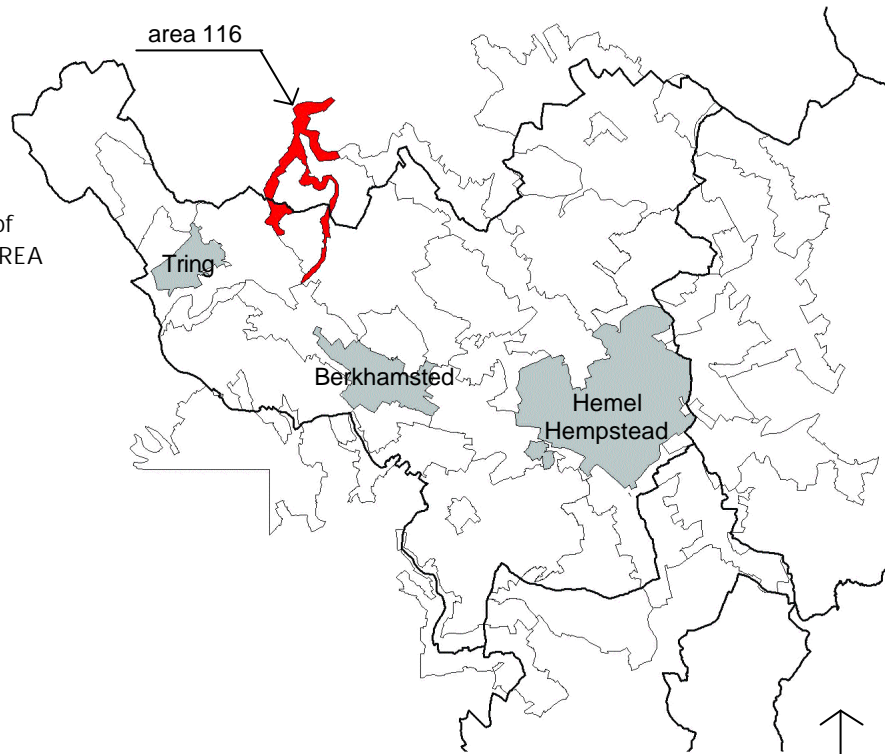 area 116
of
REA
Tring
Berkhamsted
Hemel
Hempstead